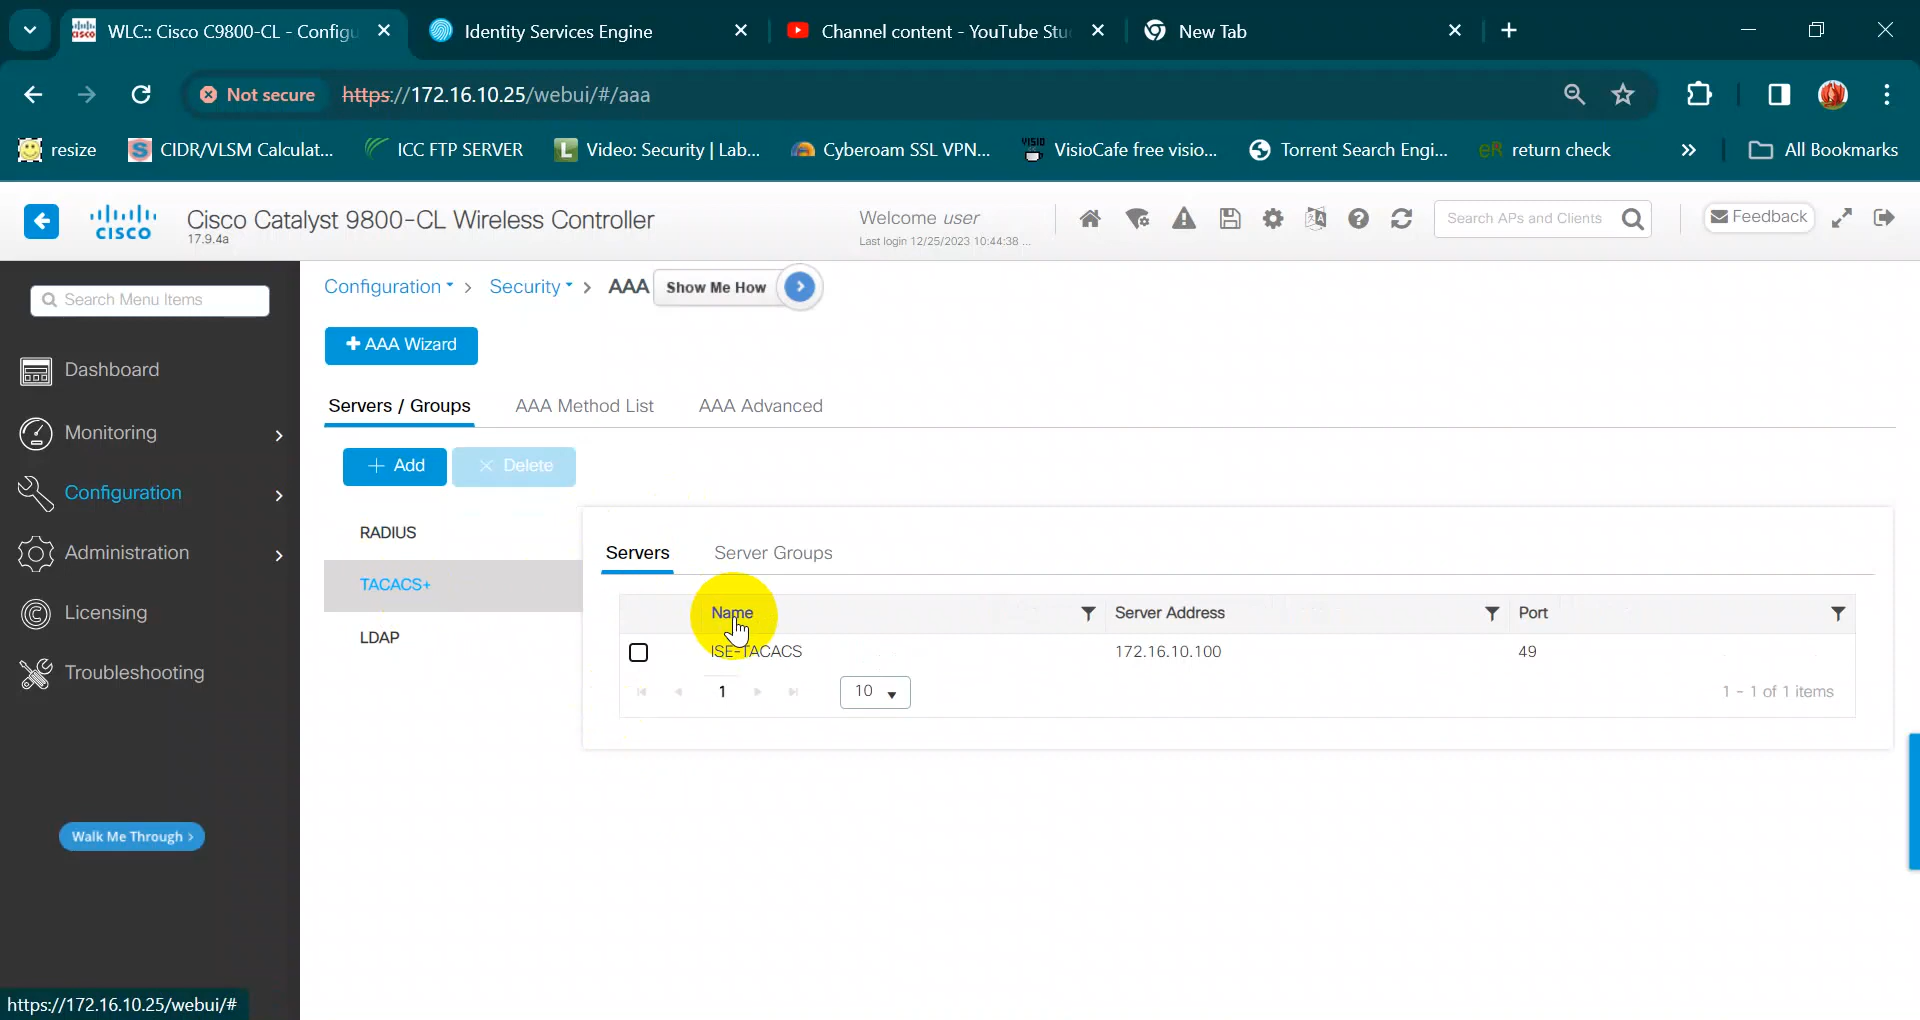 WLC:: Cisco C9800-CL - Configu
Identity Services Engine
Channel content - YouTube Stu
New Tab
Not secure
https://172.16.10.25/webui/#/aaa
resize
CIDR/VLSM Calculat...
ICC FTP SERVER
Video: Security | Lab...
Cyberoam SSL VPN...
VisioCafe free visio...
Torrent Search Engi...
return check
All Bookmarks
CISCO
Cisco Catalyst 9800-CL Wireless Controller
17.9.4a
Welcome user
Last login 12/25/2023 10:44:38 ...
Search APs and Clients
Feedback
Search Menu Items
Dashboard
Monitoring
Configuration
Administration
Licensing
Troubleshooting
Walk Me Through >
Configuration > Security > AAA
Show Me How
+ AAA Wizard
Servers / Groups
AAA Method List
AAA Advanced
+ Add
× Delete
RADIUS
TACACS+
LDAP
Servers
Server Groups
Name
Server Address
Port
ISE-TACACS
172.16.10.100
49
1
10
1 - 1 of 1 items
https://172.16.10.25/webui/#